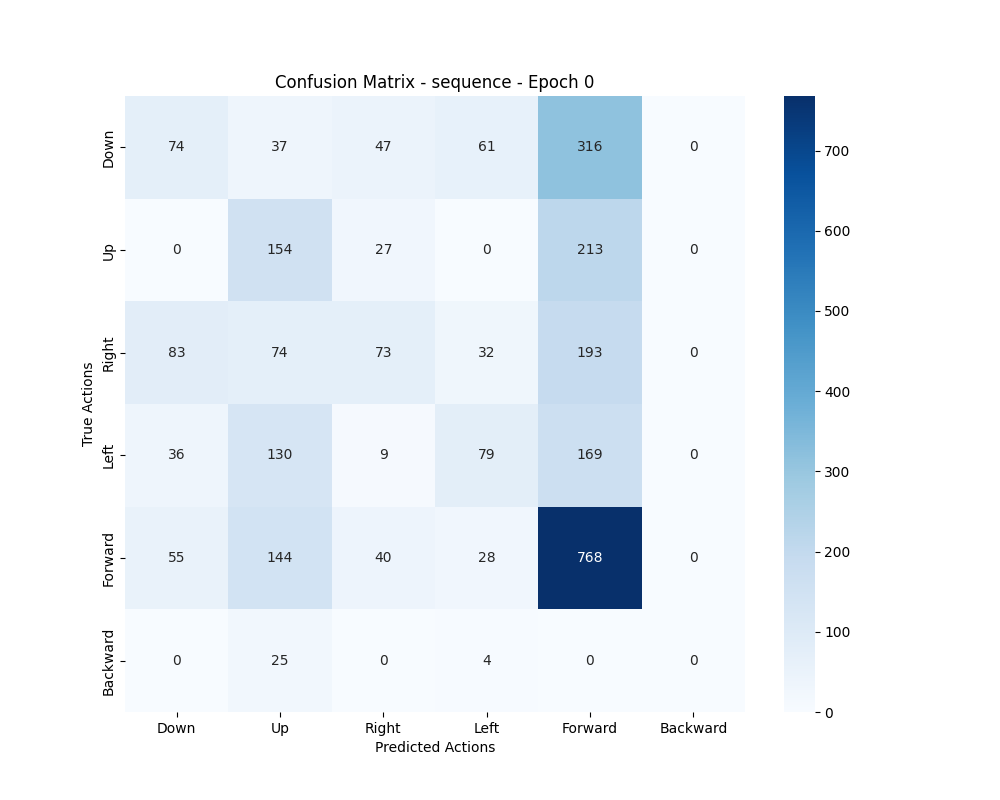 Confusion Matrix - sequence - Epoch 0
True Actions
Down 74 37 47 61 316 0
Up 0 154 27 0 213 0
Right 83 74 73 32 193 0
Left 36 130 9 79 169 0
Forward 55 144 40 28 768 0
Backward 0 25 0 4 0 0
Down Up Right Left Forward Backward
Predicted Actions
700
600
500
400
300
200
100
0